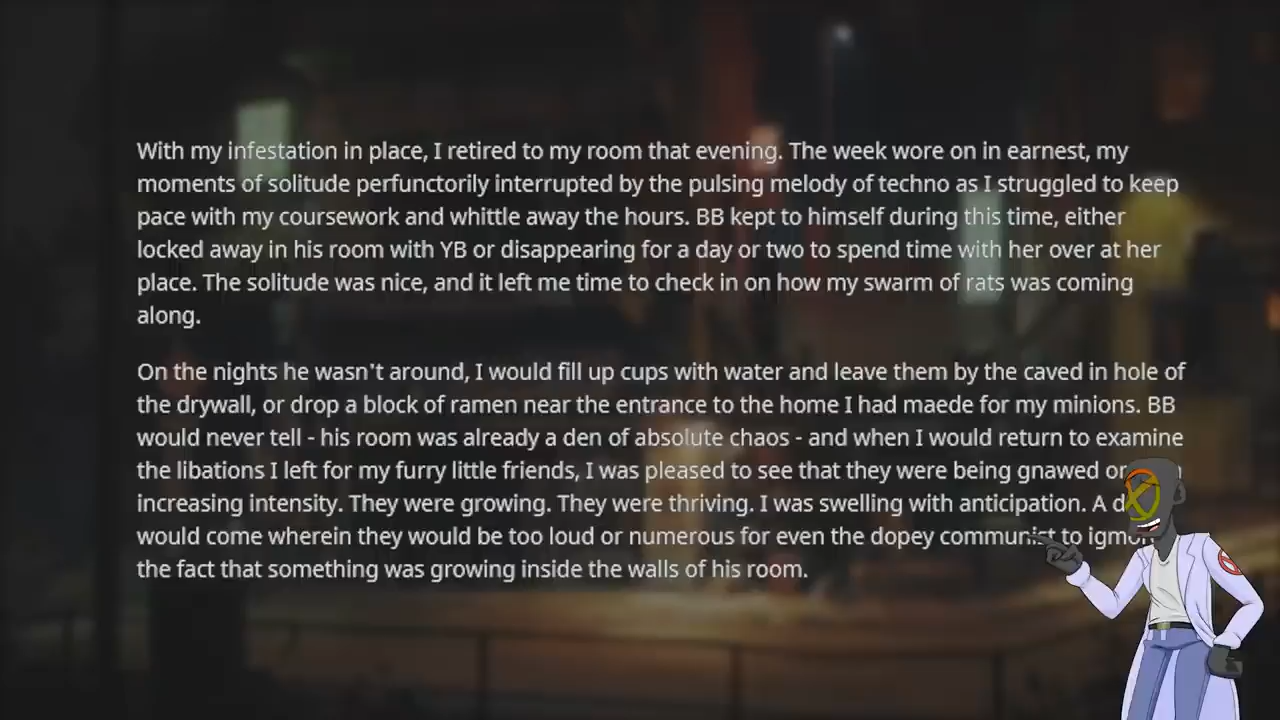 With my infestation in place, I retired to my room that evening. The week wore on in earnest, my
moments of solitude perfunctorily interrupted by the pulsing melody of techno as I struggled to keep
pace with my coursework and whittle away the hours. BB kept to himself during this time, either
locked away in his room with YB or disappearing for a day or two to spend time with her over at her
place. The solitude was nice, and it left me time to check in on how my swarm of rats was coming
along.
On the nights he wasn't around, I would fill up cups with water and leave them by the caved in hole of
the drywall, or drop a block of ramen near the entrance to the home I had maede for my minions. BB
would never tell - his room was already a den of absolute chaos - and when I would return to examine
the libations I left for my furry little friends, I was pleased to see that they were being gnawed
increasing intensity. They were growing. They were thriving. I was swelling with anticipation. A
would come wherein they would be too loud or numerous for even the dopey communist to
the fact that something was growing inside the walls of his room.